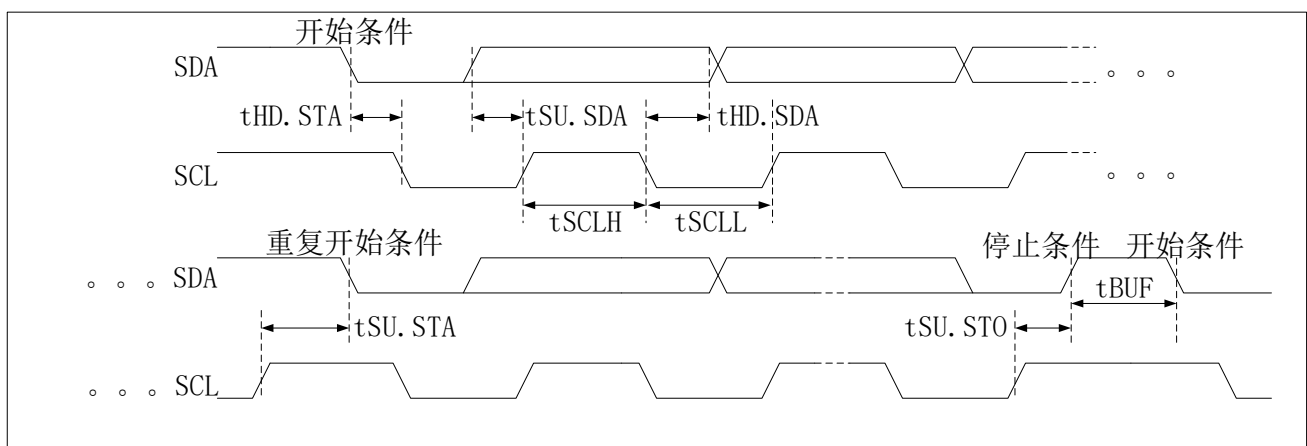 开始条件
SDA 。。。
tHD.STA tSU.SDA tHD.SDA
SCL 。。。
tSCLH tSCLL
重复开始条件 停止条件 开始条件
。。。SDA tBUF
tSU.STA tSU.STO
。。。SCL